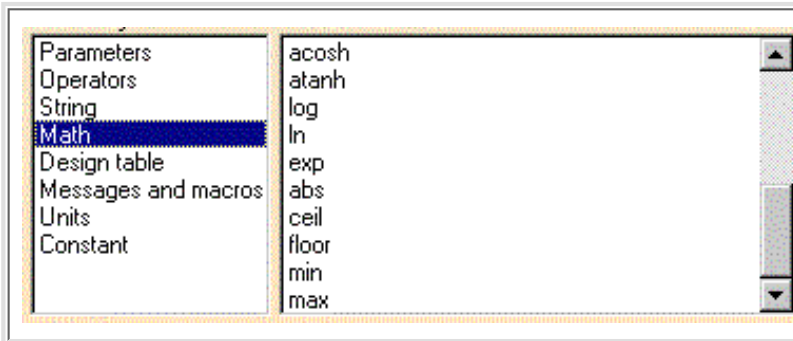 Parameters
Operators
String
Math
Design table
Messages and macros
Units
Constant
acosh
atanh
log
ln
exp
abs
ceil
floor
min
max